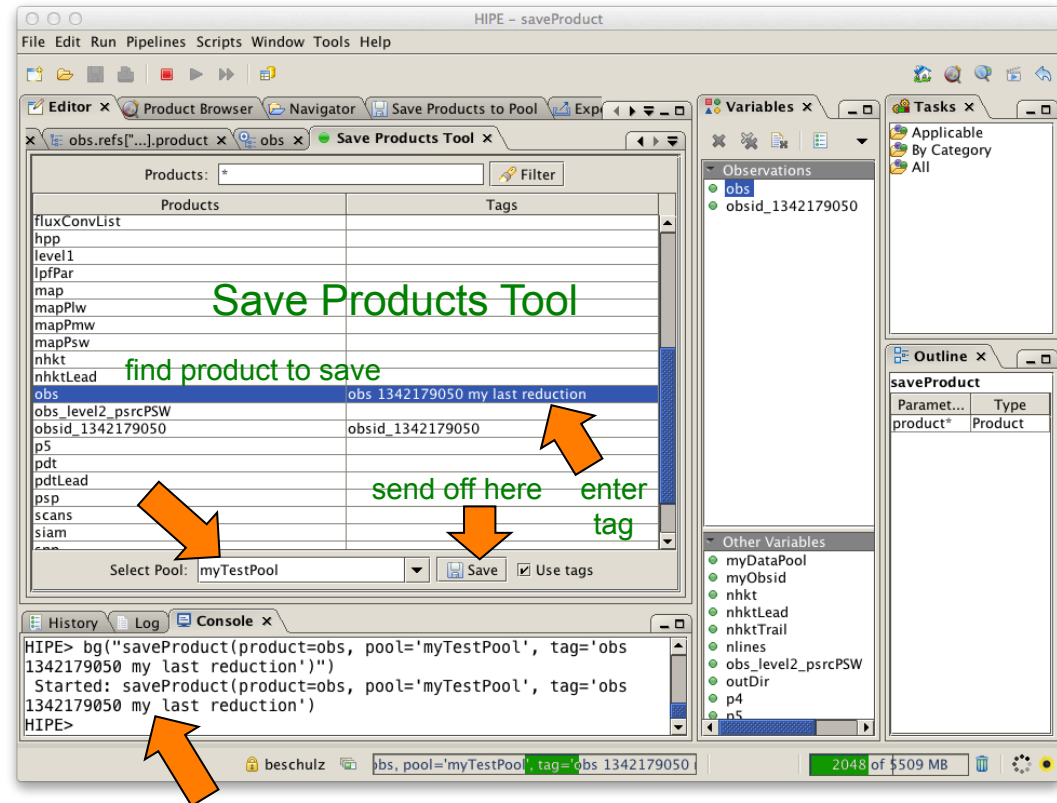 HIPE – saveProduct
File Edit Run Pipelines Scripts Window Tools Help
Editor × Product Browser Navigator Save Products to Pool Expo
Variables ×
Tasks ×
× obs.refs["...].product × obs × Save Products Tool ×
Products: * Filter
Products Tags
fluxConvList
hpp
level1
lpfPar
map
mapPlw
mapPmw
mapPsw
nhkt
nhktLead
obs obs 1342179050 my last reduction
obs_level2_psrcPSW
obsid_1342179050 obsid_1342179050
p5
pdt
pdtLead
psp
scans
siam
Save Products Tool
find product to save
send off here
enter
tag
Select Pool: myTestPool Save Use tags
Observations
obs
obsid_1342179050
Other Variables
myDataPool
myObsid
nhkt
nhktLead
nhktTrail
nlines
obs_level2_psrcPSW
outDir
p4
p5
Applicable
By Category
All
Outline ×
saveProduct
Paramet... Type
product* Product
History Log Console ×
HIPE> bg("saveProduct(product=obs, pool='myTestPool', tag='obs
1342179050 my last reduction')")
Started: saveProduct(product=obs, pool='myTestPool', tag='obs
1342179050 my last reduction')
HIPE>
beschulz obs, pool='myTestPool', tag='obs 1342179050 2048 of 5509 MB